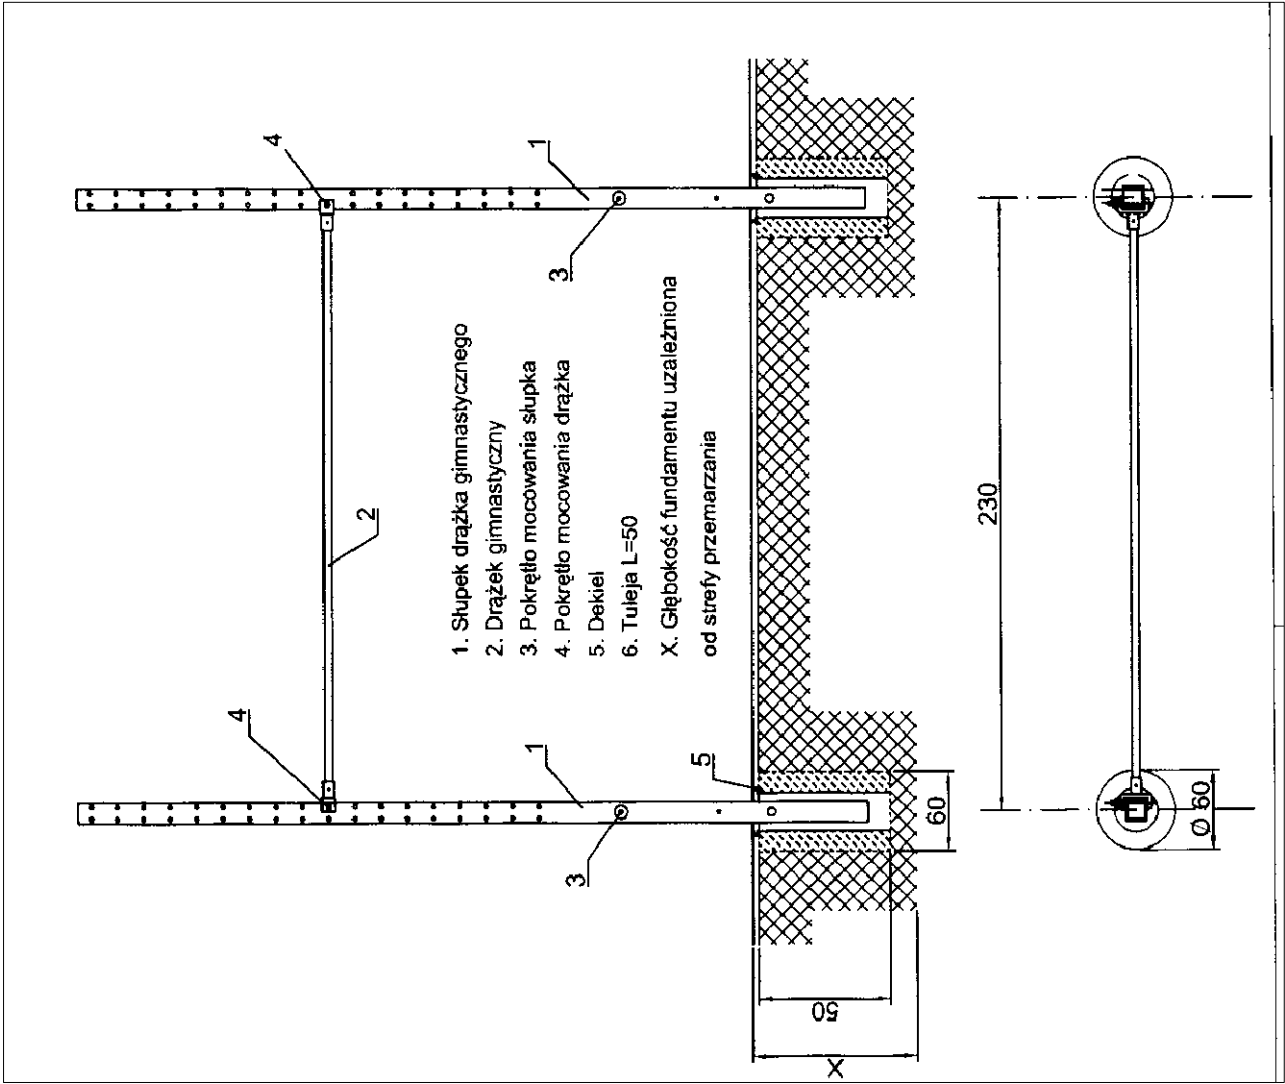 1. Słupek drążka gimnastycznego
2. Drążek gimnastyczny
3. Pokrętło mocowania słupka
4. Pokrętło mocowania drążka
5. Dekiel
6. Tuleja L=50
X. Głębokość fundamentu uzależniona
od strefy przemarzania
4
4
2
1
1
3
3
5
60
50
X
230
Ø 60